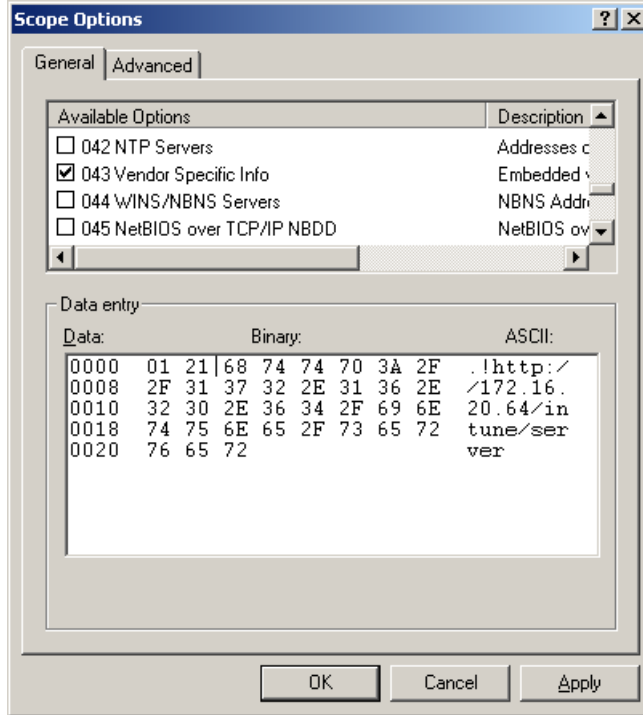 Scope Options
General Advanced
Available Options Description
042 NTP Servers Addresses
043 Vendor Specific Info Embedded
044 WINS/NBNS Servers NBNS
045 NetBIOS over TCP/IP NBDD NetBIOS
Data entry
Data: Binary: ASCII:
0000 01 21 68 74 74 70 3A 2F .!http:/
0008 2F 31 37 32 2E 31 36 2E /172.16.
0010 32 30 2E 36 34 2F 69 6E 20.64/in
0018 74 75 6E 65 2F 73 65 72 tune/ser
0020 76 65 72 ver
OK Cancel Apply